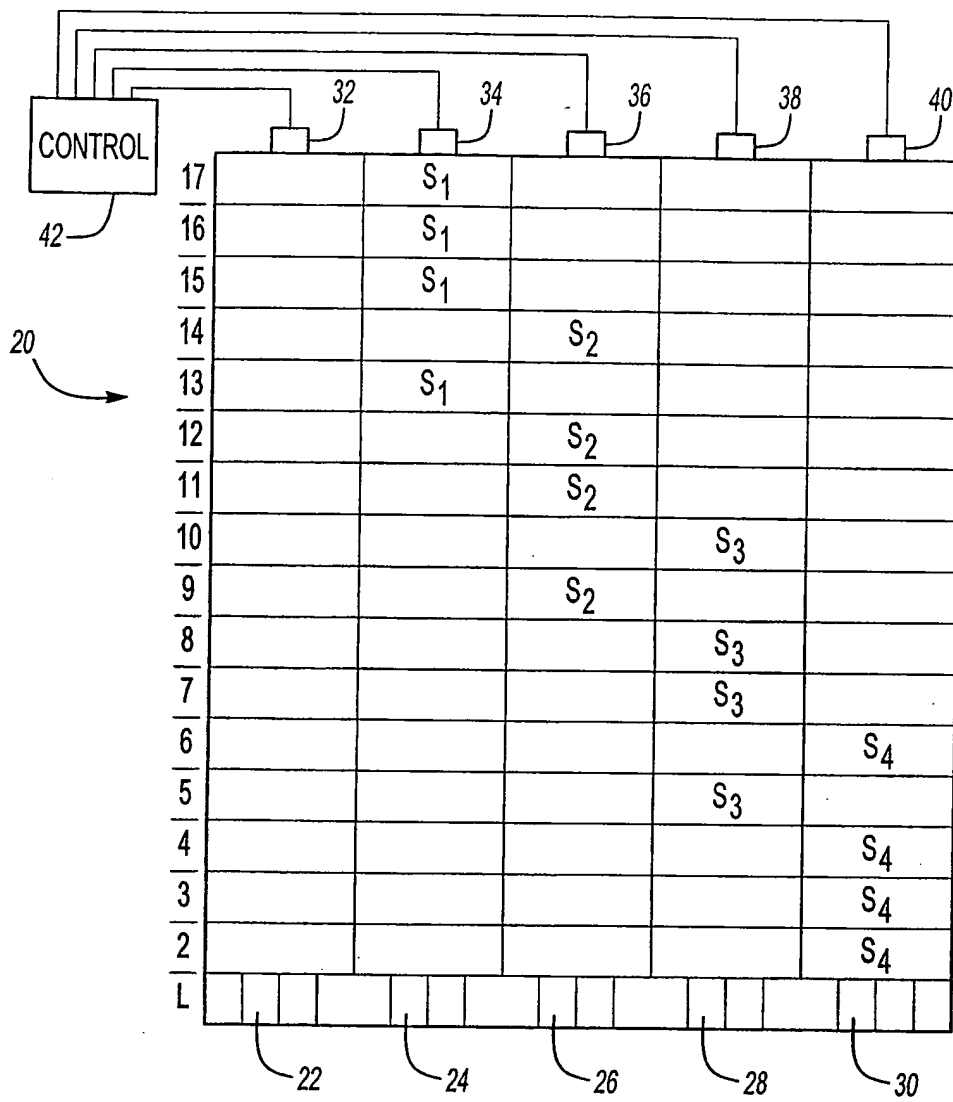 32 34 36 38 40
CONTROL
42
17 S1
16 S1
15 S1
14 S2
20
13 S1
12 S2
11 S2
10 S3
9 S2
8 S3
7 S3
6 S4
5 S3
4 S4
3 S4
2 S4
L
22 24 26 28 30